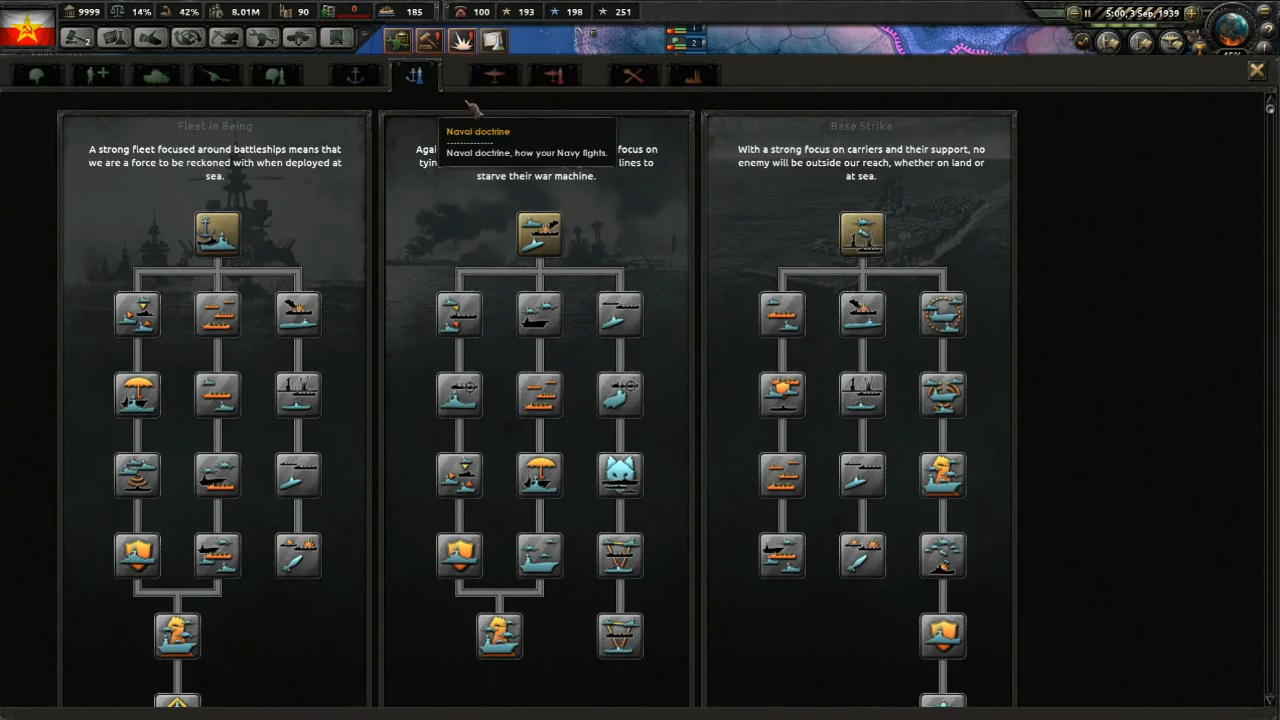 9999 14% 42% 8.01M 90 0 185 100 193 198 251 5:00, 3 Sep, 1939
2
2
Fleet in Being
A strong fleet focused around battleships means that
we are a force to be reckoned with when deployed at
sea.
Naval doctrine
--------------
Naval doctrine, how your Navy fights.
Agai
focus on
tyin
lines to
starve their war machine.
Base Strike
With a strong focus on carriers and their support, no
enemy will be outside our reach, whether on land or
at sea.